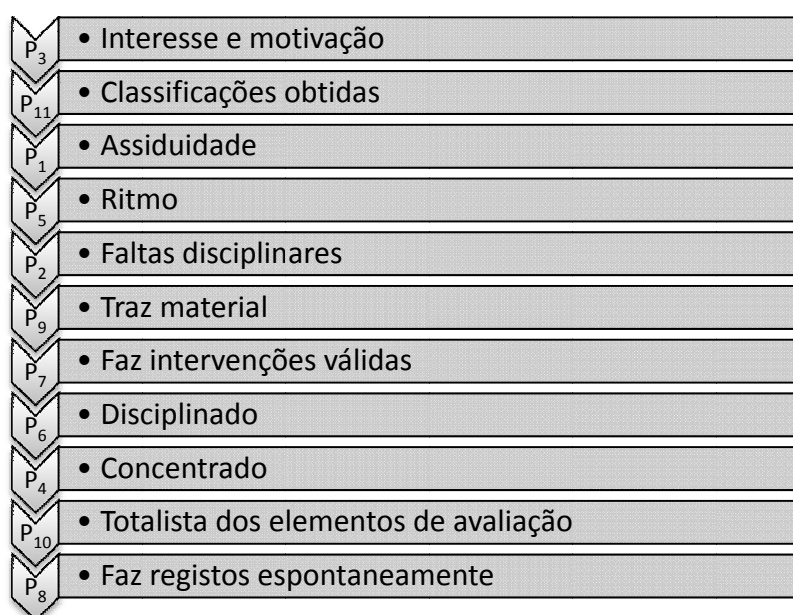 P3 • Interesse e motivação
P11 • Classificações obtidas
P1 • Assiduidade
P5 • Ritmo
P2 • Faltas disciplinares
P9 • Traz material
P7 • Faz intervenções válidas
P6 • Disciplinado
P4 • Concentrado
P10 • Totalista dos elementos de avaliação
P8 • Faz registos espontaneamente